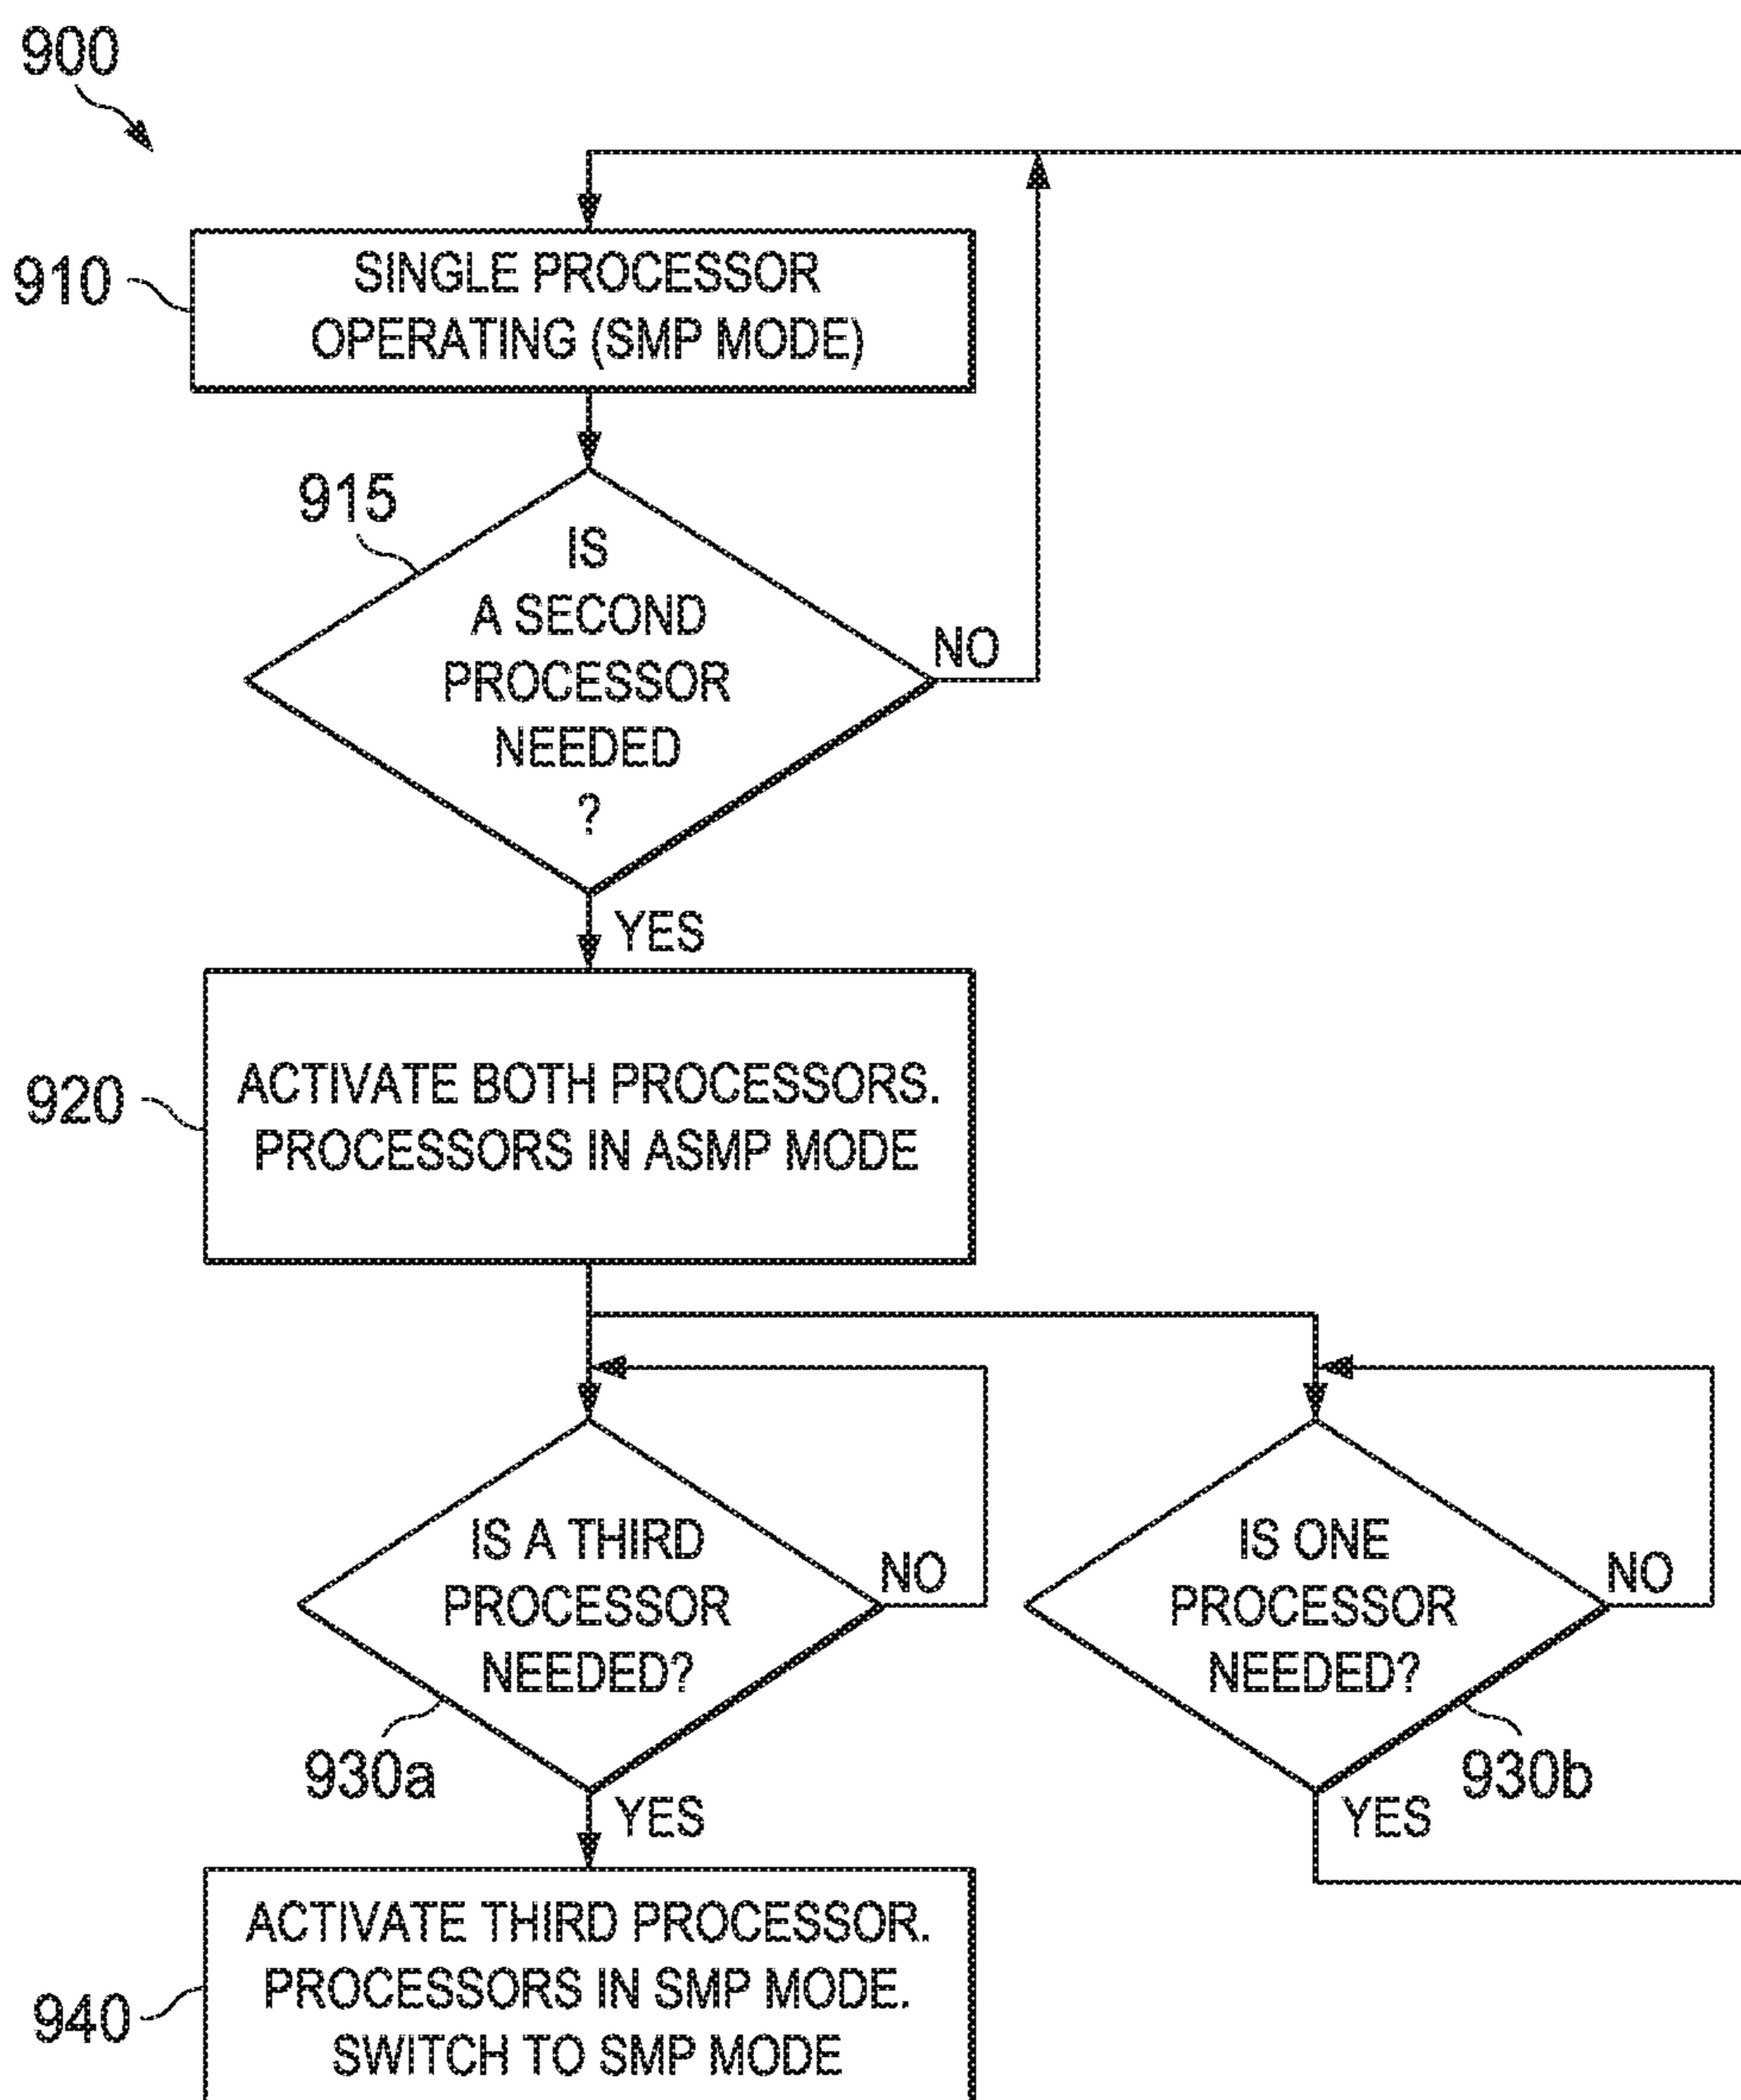 900
910
SINGLE PROCESSOR
OPERATING (SMP MODE)
915
IS
A SECOND
PROCESSOR
NEEDED
?
NO
YES
920
ACTIVATE BOTH PROCESSORS.
PROCESSORS IN ASMP MODE
IS A THIRD
PROCESSOR
NEEDED?
NO
930a
YES
IS ONE
PROCESSOR
NEEDED?
NO
930b
YES
940
ACTIVATE THIRD PROCESSOR.
PROCESSORS IN SMP MODE.
SWITCH TO SMP MODE